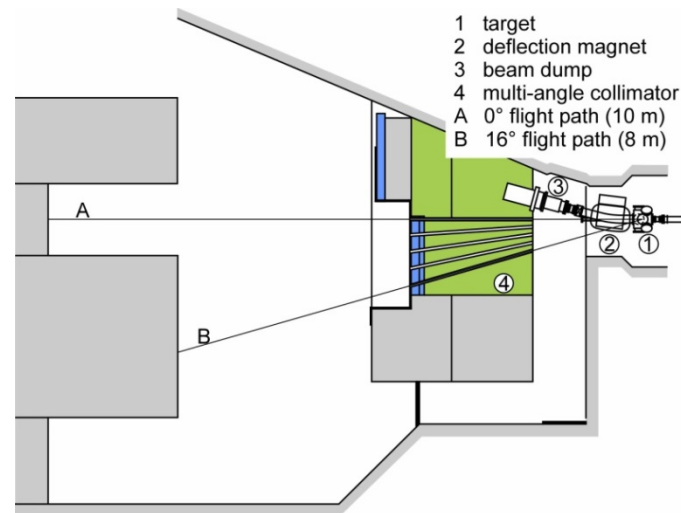 1 target
2 deflection magnet
3 beam dump
4 multi-angle collimator
A 0° flight path (10 m)
B 16° flight path (8 m)
3
A
2
1
4
B